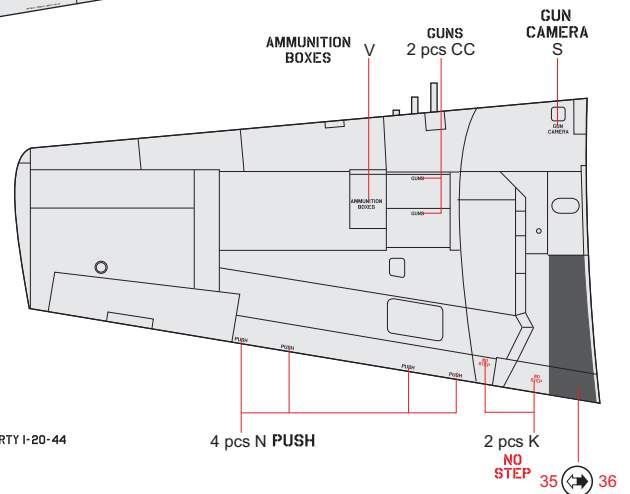 GUN
CAMERA
S
GUNS
2 pcs CC
AMMUNITION
BOXES
V
GUN
CAMERA
GUNS
AMMUNITION
BOXES
GUNS
PUSH
PUSH
PUSH
PUSH
NO
STEP
NO
STEP
RTY 1-20-44
4 pcs N PUSH
2 pcs K
NO
STEP
35 36